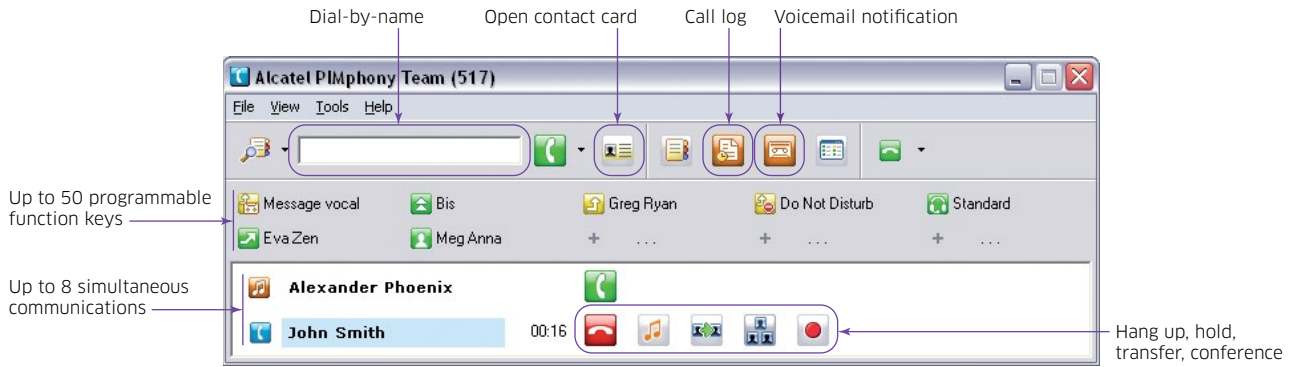 Dial-by-name Open contact card Call log Voicemail notification
Alcatel PIMphony Team (517)
File View Tools Help
Up to 50 programmable
function keys
Message vocal Bis Greg Ryan Do Not Disturb Standard
Eva Zen Meg Anna + ... + ... + ...
Up to 8 simultaneous
communications
Alexander Phoenix
John Smith 00:16
Hang up, hold,
transfer, conference